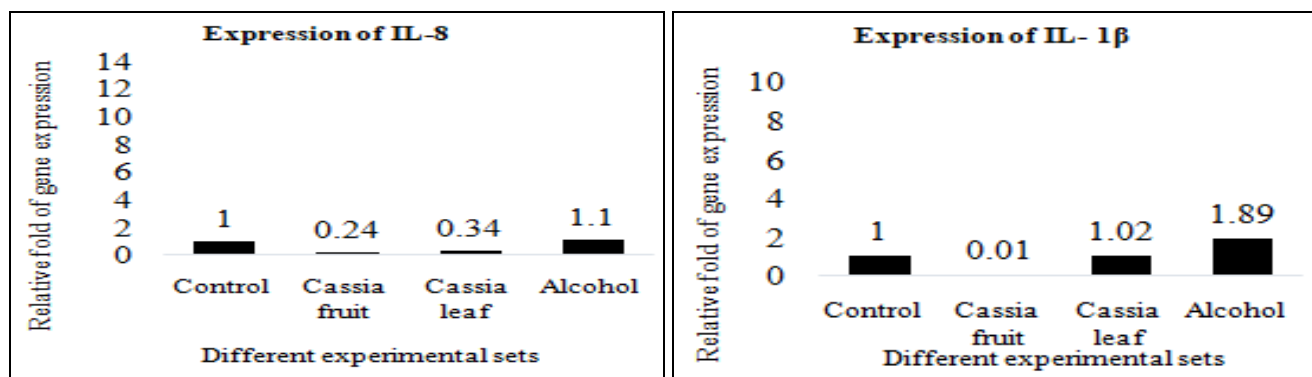 Expression of IL-8
Relative fold of gene expression
14
12
10
8
6
4
2
0
1
0.24
0.34
1.1
Control Cassia fruit Cassia leaf Alcohol
Different experimental sets
Expression of IL- 1β
Relative fold of gene expression
10
8
6
4
2
0
1
0.01
1.02
1.89
Control Cassia fruit Cassia leaf Alcohol
Different experimental sets